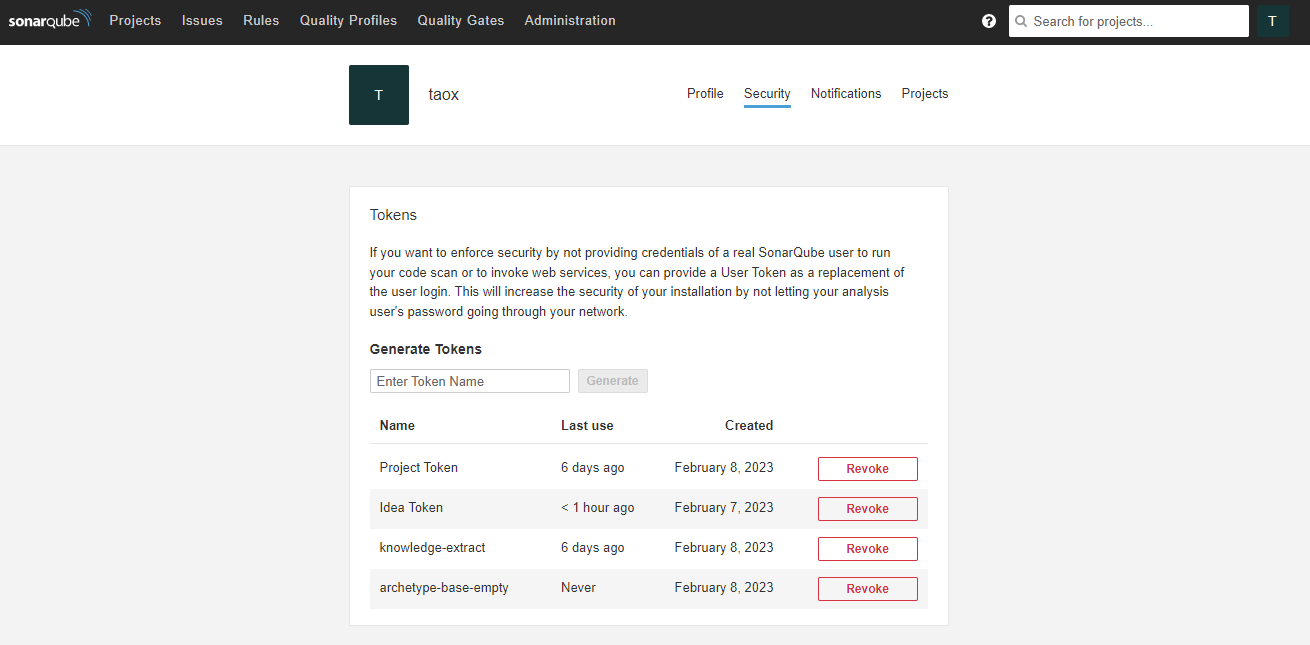 sonarqube Projects Issues Rules Quality Profiles Quality Gates Administration ? Search for projects... T
T taox Profile Security Notifications Projects
Tokens
If you want to enforce security by not providing credentials of a real SonarQube user to run
your code scan or to invoke web services, you can provide a User Token as a replacement of
the user login. This will increase the security of your installation by not letting your analysis
user's password going through your network.
Generate Tokens
Enter Token Name Generate
Name Last use Created
Project Token 6 days ago February 8, 2023 Revoke
Idea Token < 1 hour ago February 7, 2023 Revoke
knowledge-extract 6 days ago February 8, 2023 Revoke
archetype-base-empty Never February 8, 2023 Revoke